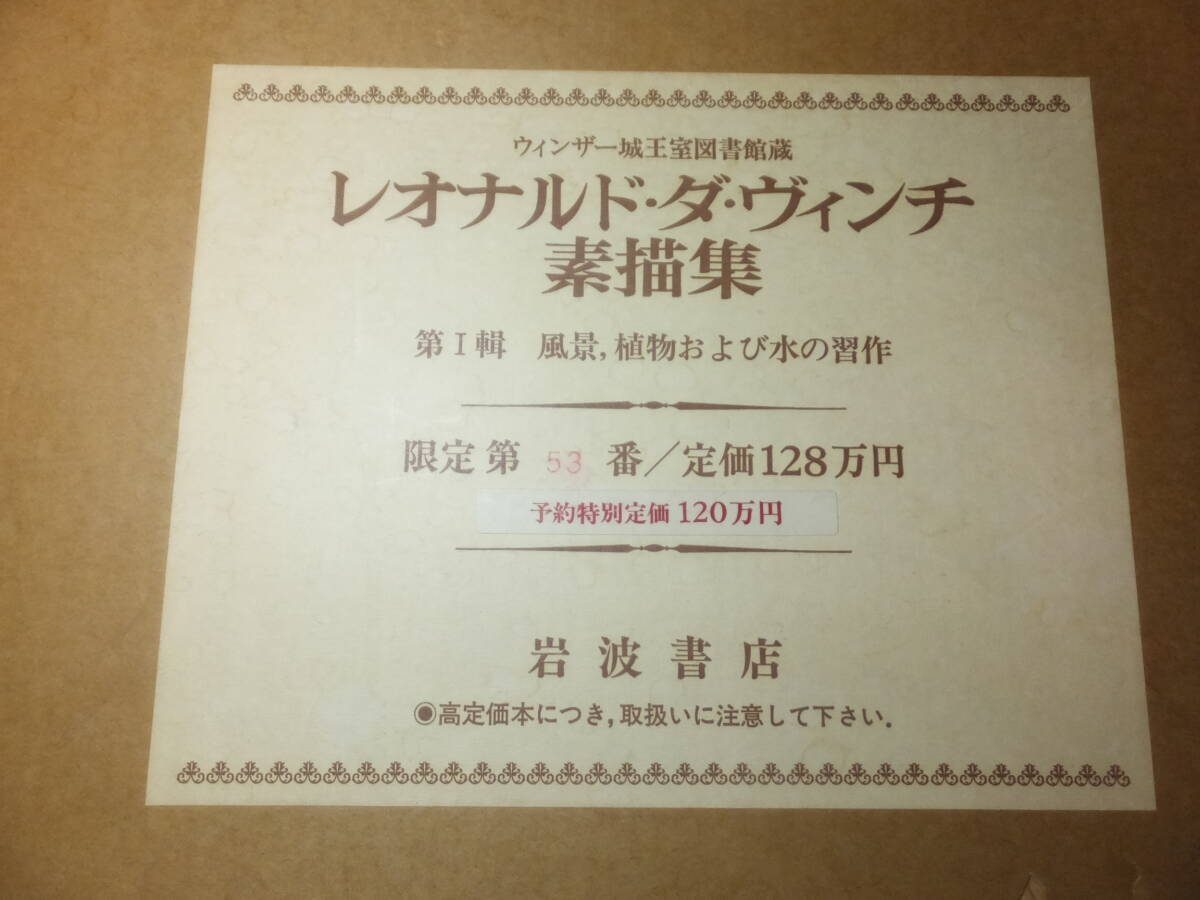 ウィンザー城王室図書館蔵
レオナルド・ダ・ヴィンチ
素描集
第Ⅰ輯 風景,植物および水の習作
限定 第 53 番/定価128万円
予約特別定価 120万円
岩波書店
◉高定価本につき,取扱いに注意して下さい.